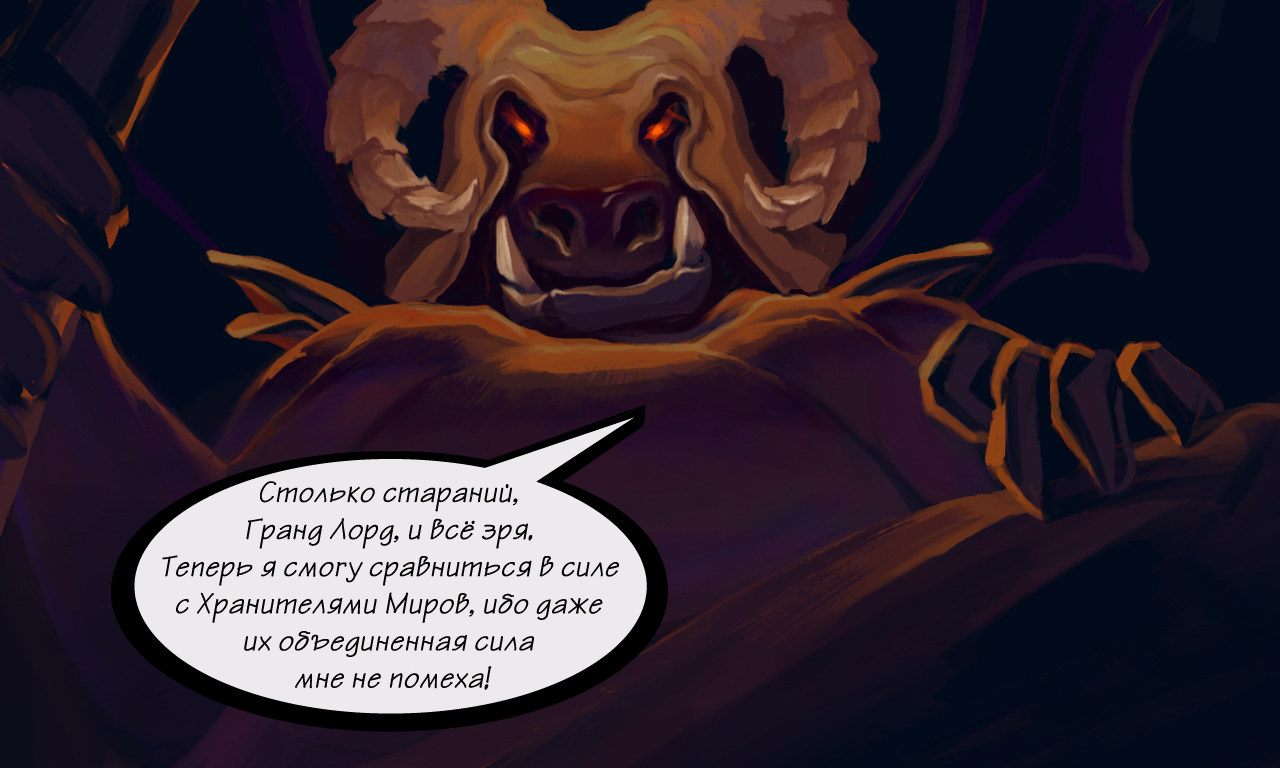 Столько стараний,
Гранд Лорд, и всё зря.
Теперь я смогу сравниться в силе
с Хранителями Миров, ибо даже
их объединенная сила
мне не помеха!